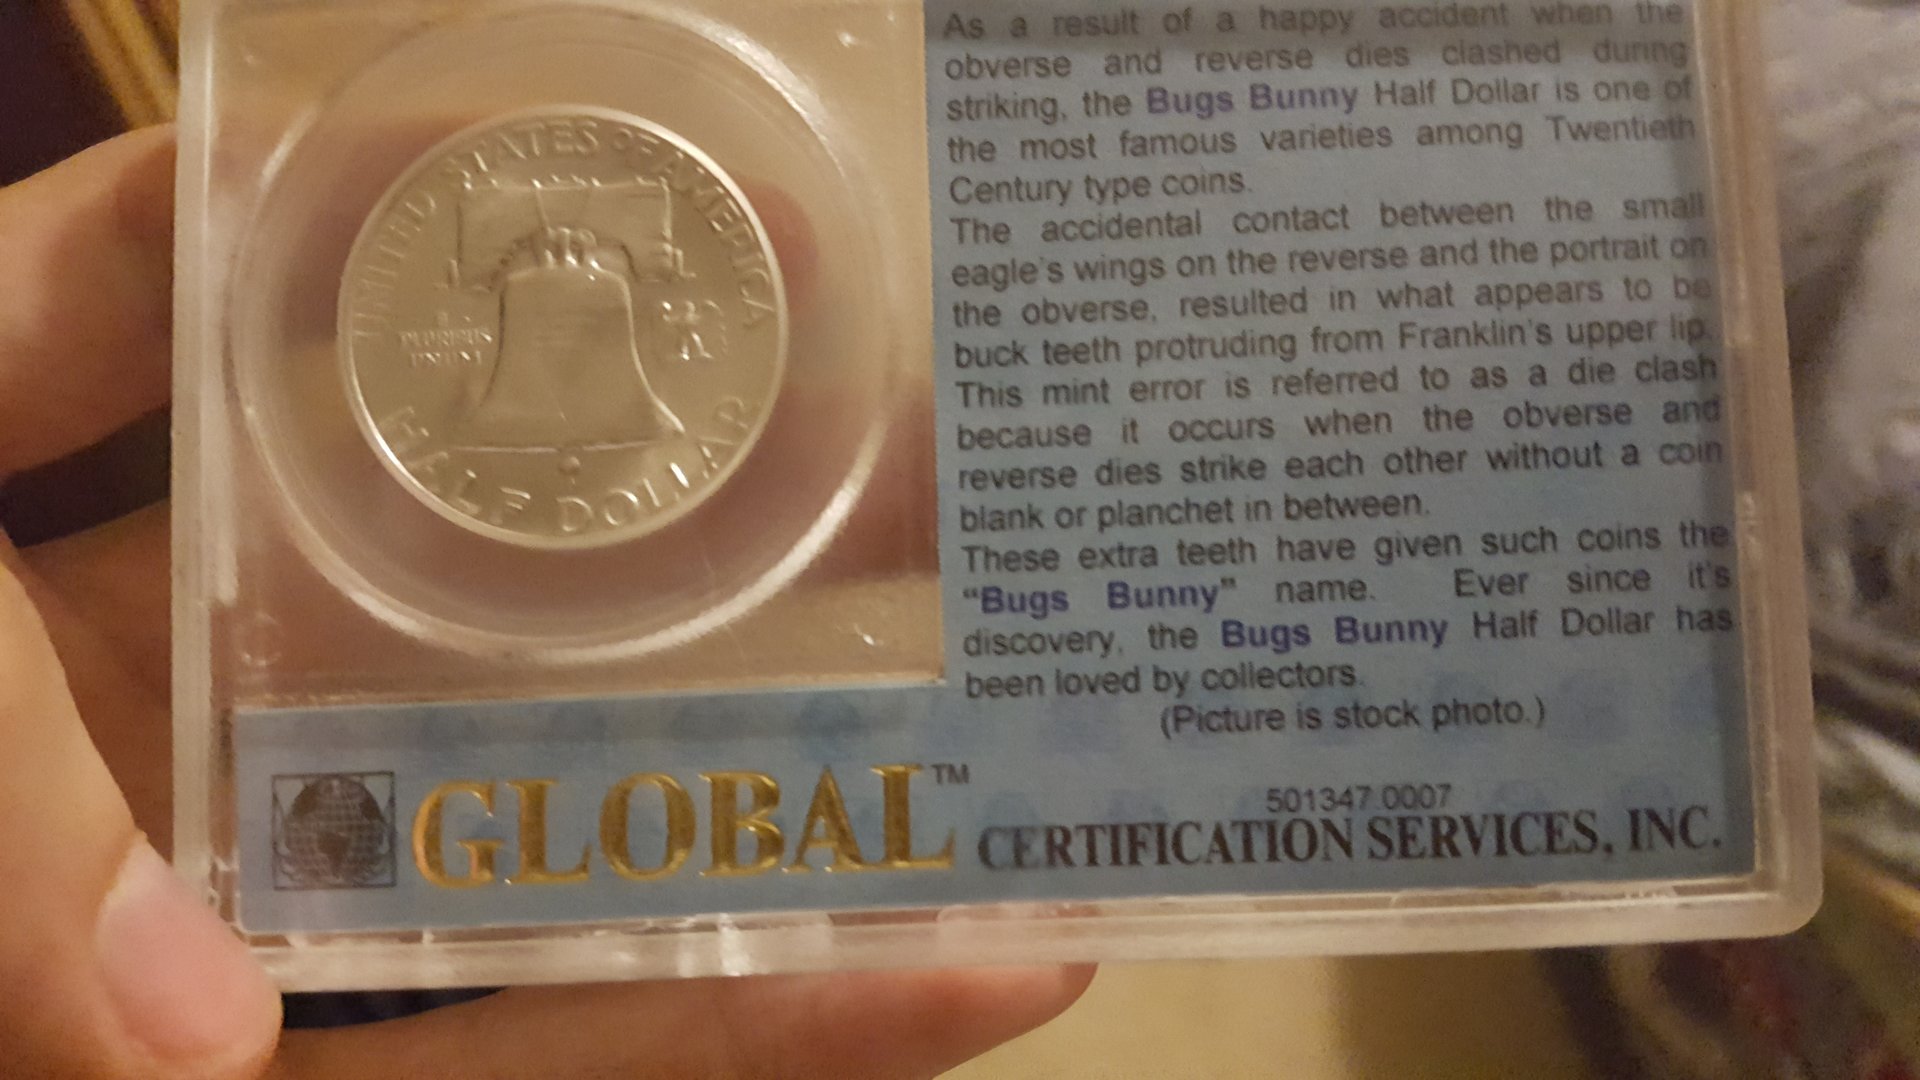 UNITED STATES OF AMERICA
E
PLURIBUS
UNUM
HALF DOLLAR
As a result of a happy accident when the
obverse and reverse dies clashed during
striking, the Bugs Bunny Half Dollar is one of
the most famous varieties among Twentieth
Century type coins.
The accidental contact between the small
eagle's wings on the reverse and the portrait on
the obverse, resulted in what appears to be
buck teeth protruding from Franklin's upper lip.
This mint error is referred to as a die clash
because it occurs when the obverse and
reverse dies strike each other without a coin
blank or planchet in between.
These extra teeth have given such coins the
“Bugs Bunny” name. Ever since it's
discovery, the Bugs Bunny Half Dollar has
been loved by collectors.
(Picture is stock photo.)
501347.0007
GLOBAL™ CERTIFICATION SERVICES, INC.